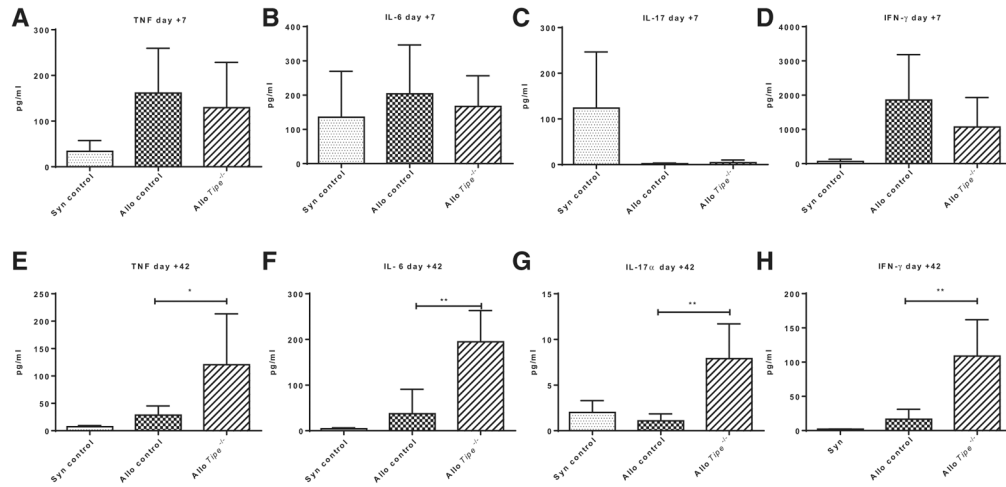 A
TNF day +7
pg/ml
300
200
100
0
Syn control
Allo control
Allo Tipe-/-
B
IL-6 day +7
pg/ml
400
300
200
100
0
Syn control
Allo control
Allo Tipe-/-
C
IL-17 day +7
pg/ml
300
200
100
0
Syn control
Allo control
Allo Tipe-/-
D
IFN-γ day +7
pg/ml
4000
3000
2000
1000
0
Syn control
Allo control
Allo Tipe-/-
E
TNF day +42
pg/ml
250
200
150
100
50
0
*
Syn control
Allo control
Allo Tipe-/-
F
IL- 6 day +42
pg/ml
300
200
100
0
**
Syn control
Allo control
Allo Tipe-/-
G
IL-17α day +42
pg/ml
15
10
5
0
**
Syn control
Allo control
Allo Tipe-/-
H
IFN-γ day +42
pg/ml
200
150
100
50
0
**
Syn
Allo control
Allo Tipe-/-